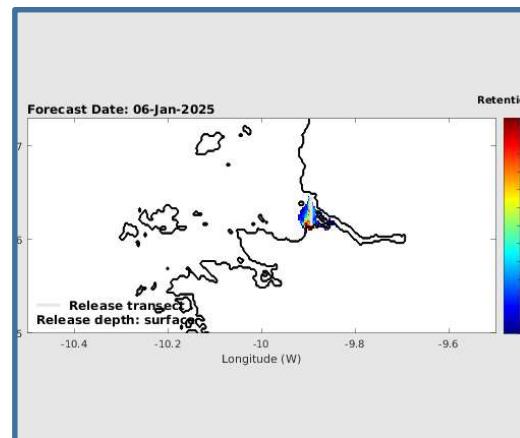 Retenti
Forecast Date: 06-Jan-2025
7
6
5
Release transect
Release depth: surface
-10.4 -10.2 -10 -9.8 -9.6
Longitude (W)